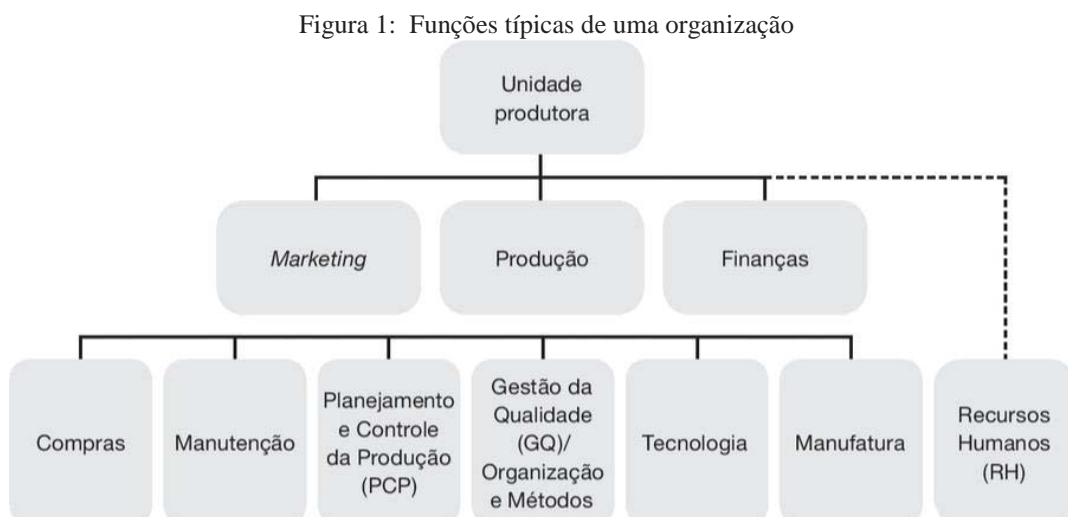 Figura 1: Funções típicas de uma organização
Unidade
produtora
Marketing
Produção
Finanças
Compras
Manutenção
Planejamento
e Controle
da Produção
(PCP)
Gestão da
Qualidade
(GQ)/
Organização
e Métodos
Tecnologia
Manufatura
Recursos
Humanos
(RH)